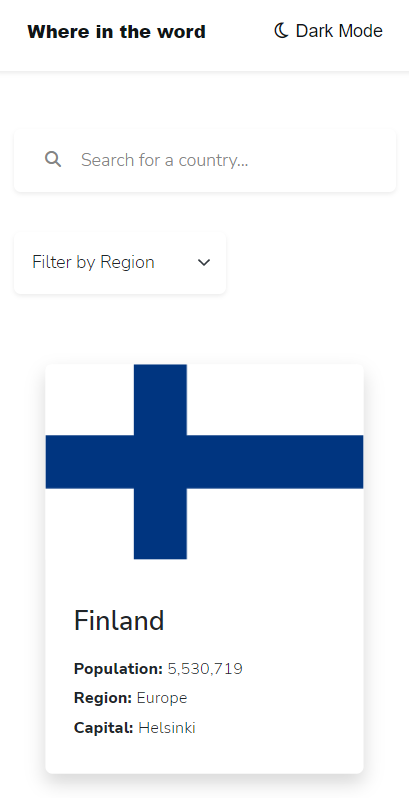 Where in the word
Dark Mode
Search for a country...
Filter by Region
Finland
Population: 5,530,719
Region: Europe
Capital: Helsinki